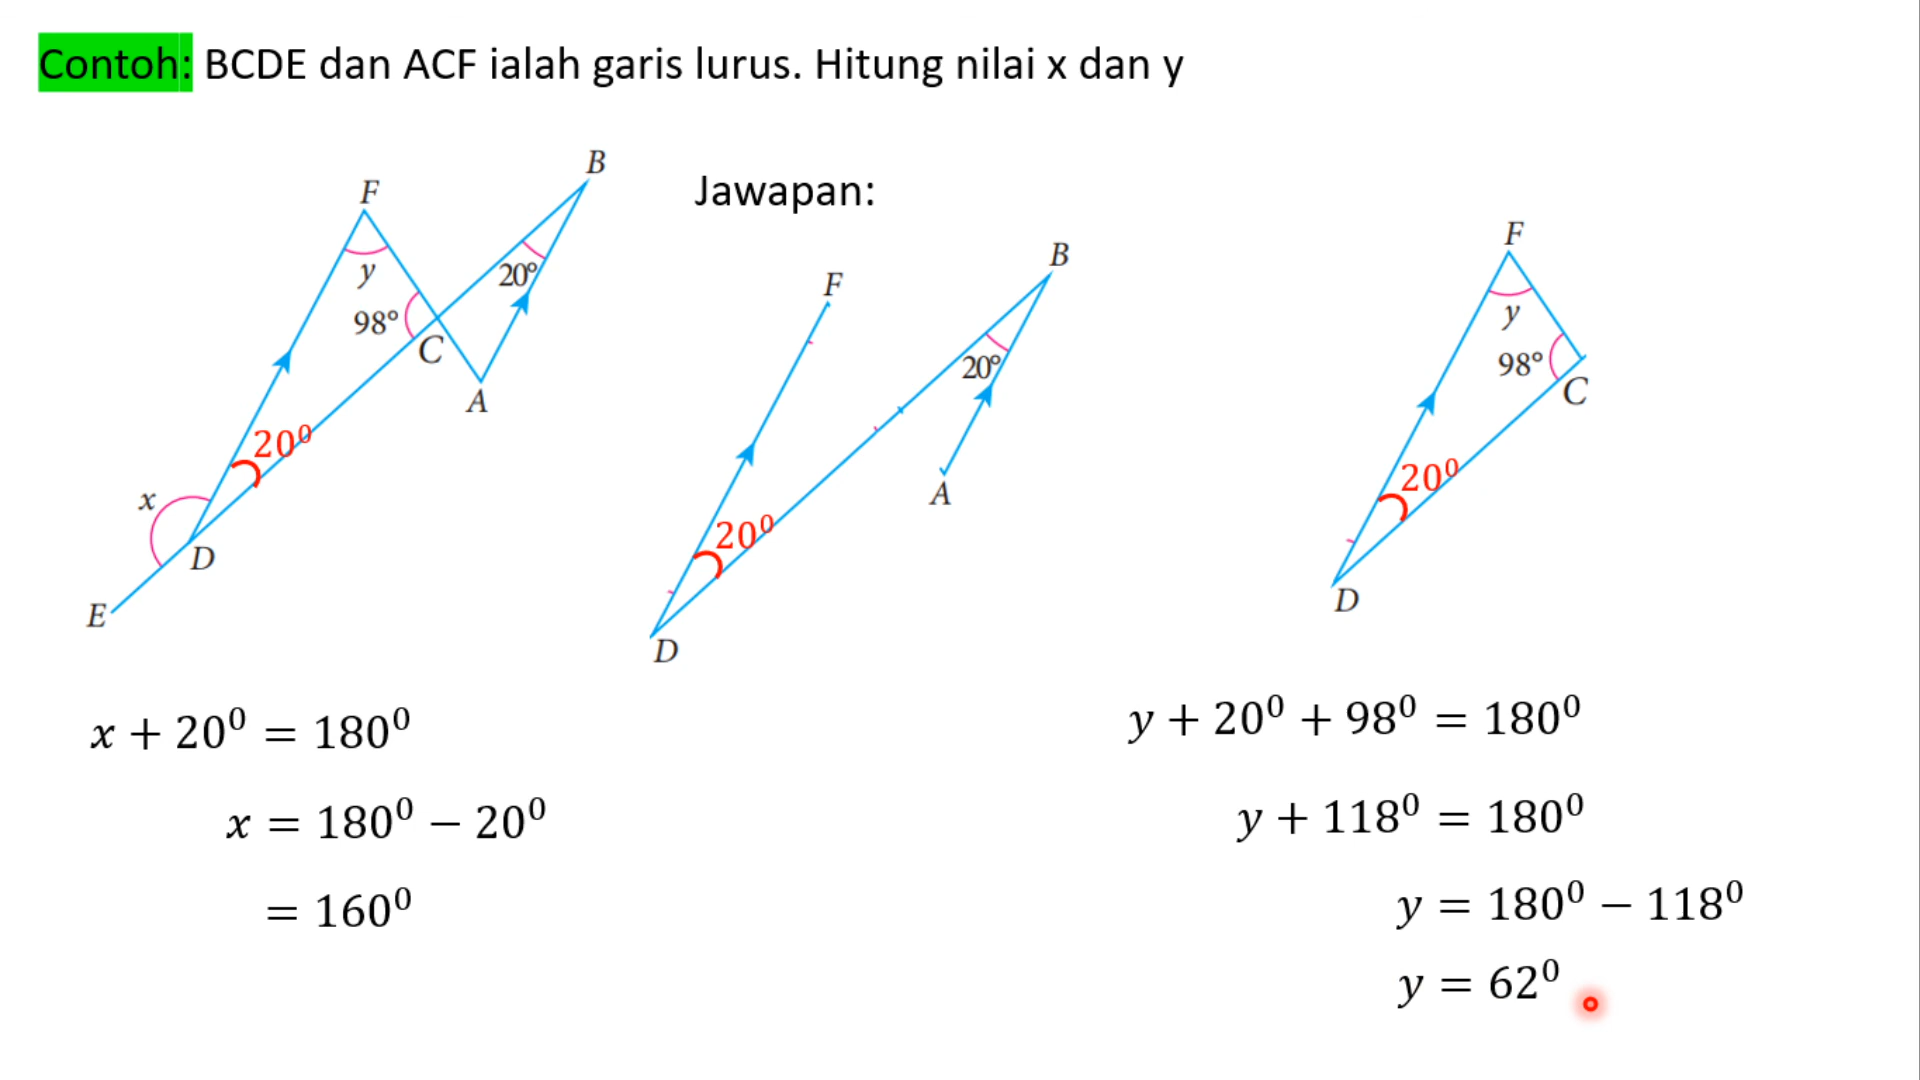 Contoh: BCDE dan ACF ialah garis lurus. Hitung nilai x dan y
Jawapan:
F
B
y
20°
98°
C
A
20⁰
x
D
E
F
B
20°
A
20⁰
D
F
y
98°
C
20⁰
D
x + 20⁰ = 180⁰
x = 180⁰ − 20⁰
= 160⁰
y + 20⁰ + 98⁰ = 180⁰
y + 118⁰ = 180⁰
y = 180⁰ − 118⁰
y = 62⁰